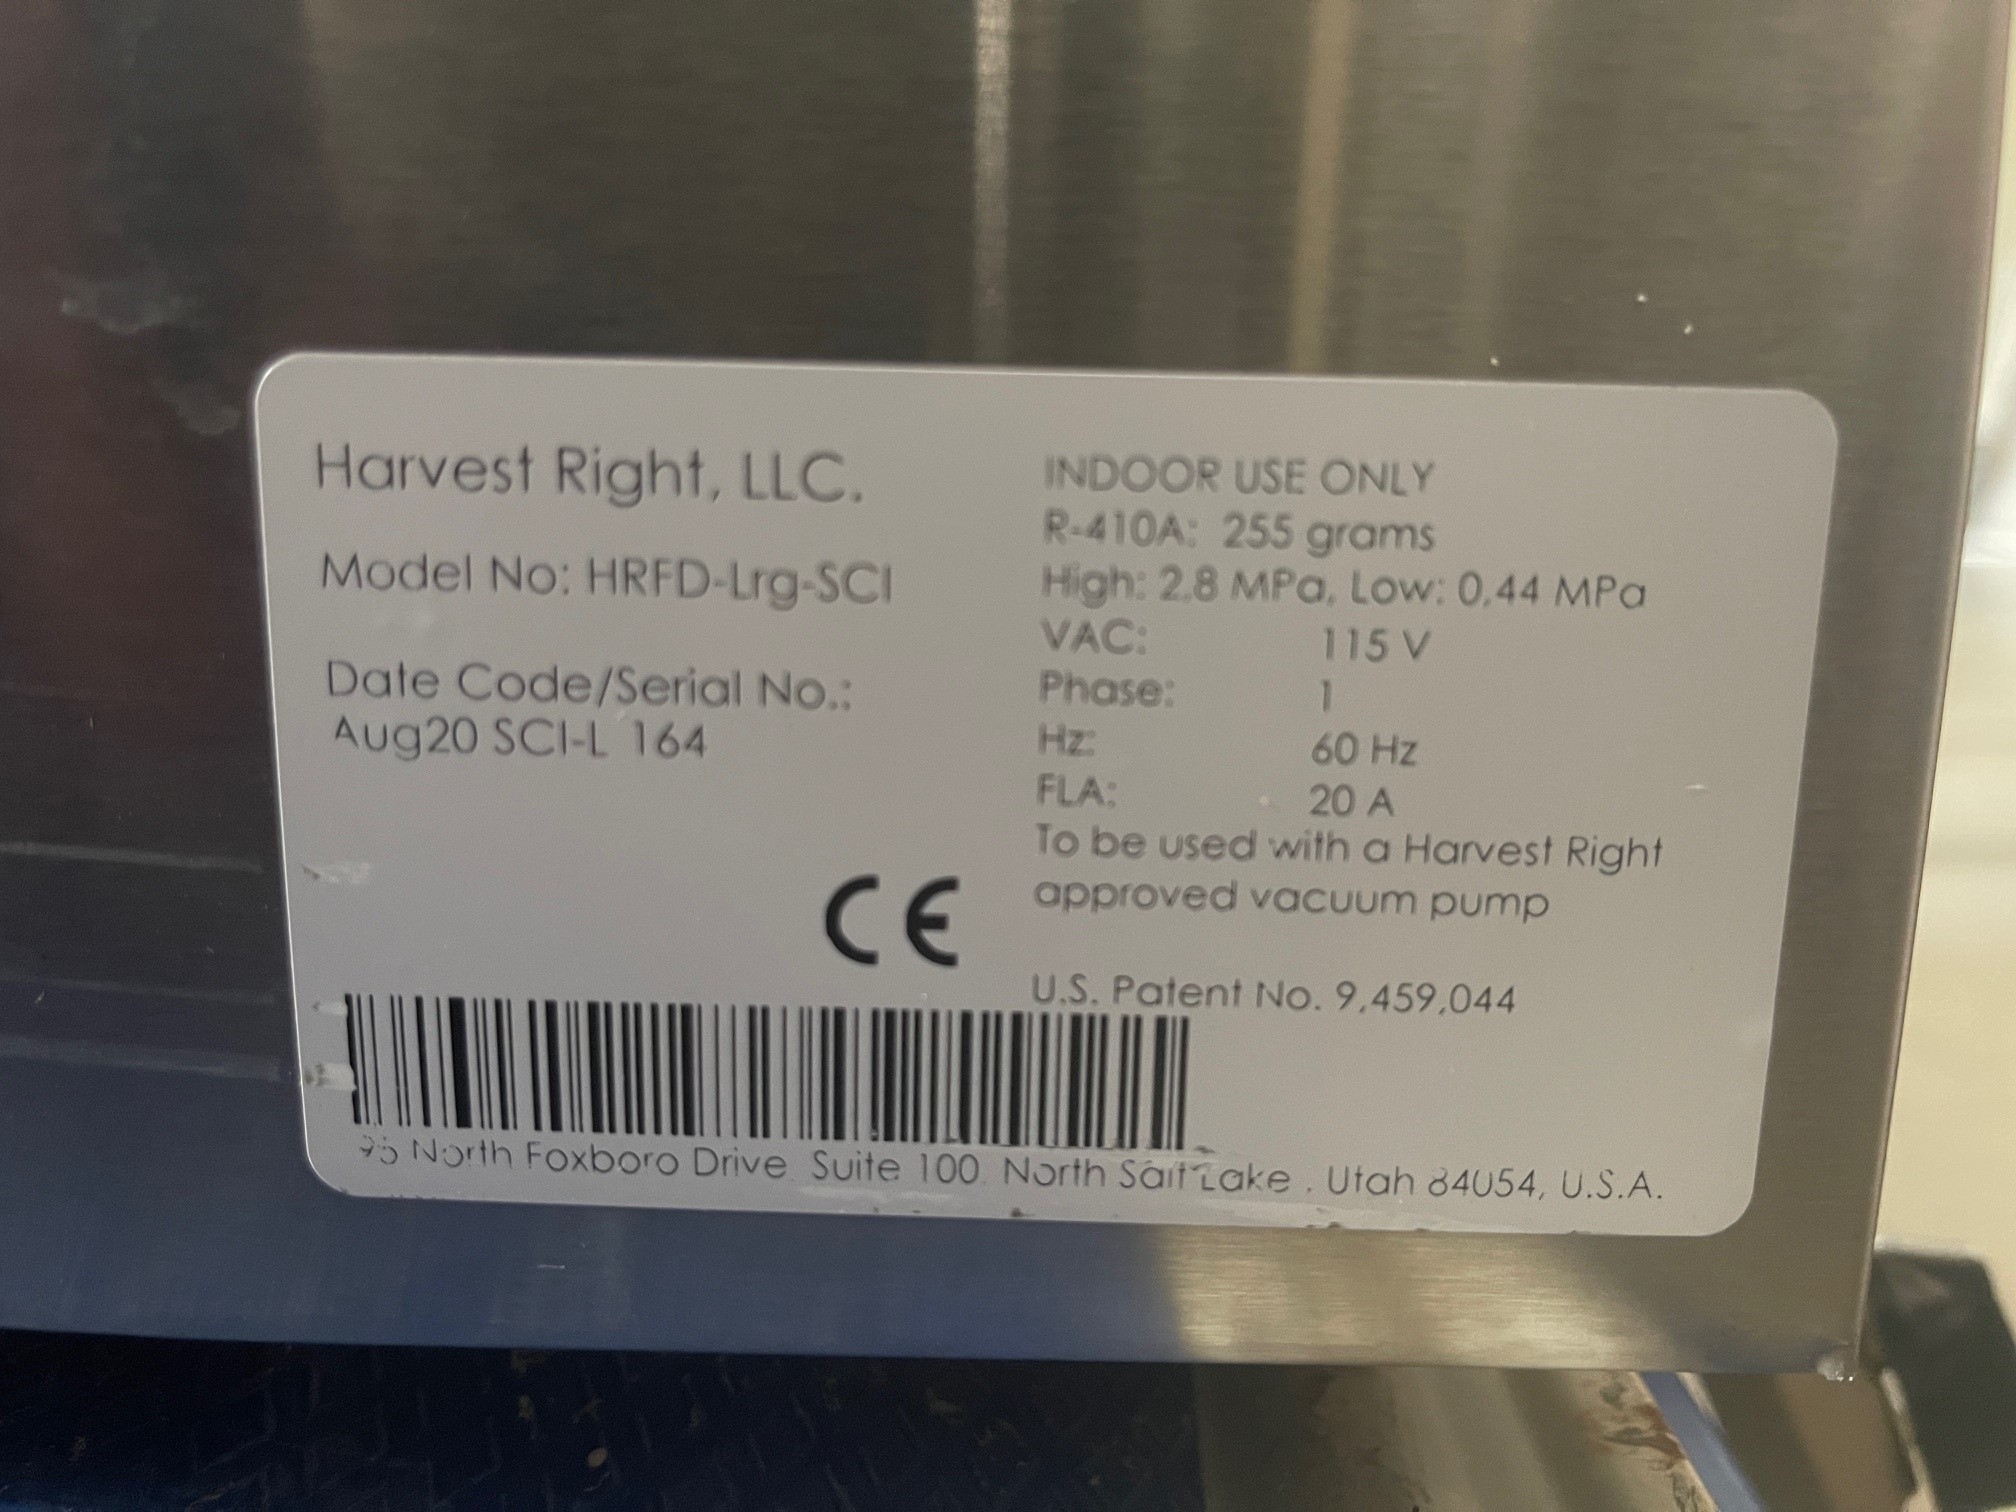 Harvest Right, LLC.
Model No: HRFD-Lrg-SCI
Date Code/Serial No.:
Aug20 SCI-L 164
CE
INDOOR USE ONLY
R-410A: 255 grams
High: 2.8 MPa, Low: 0.44 MPa
VAC: 115 V
Phase: 1
Hz: 60 Hz
FLA: 20 A
To be used with a Harvest Right
approved vacuum pump
U.S. Patent No. 9,459,044
95 North Foxboro Drive Suite 100 North Salt Lake . Utah 84054, U.S.A.